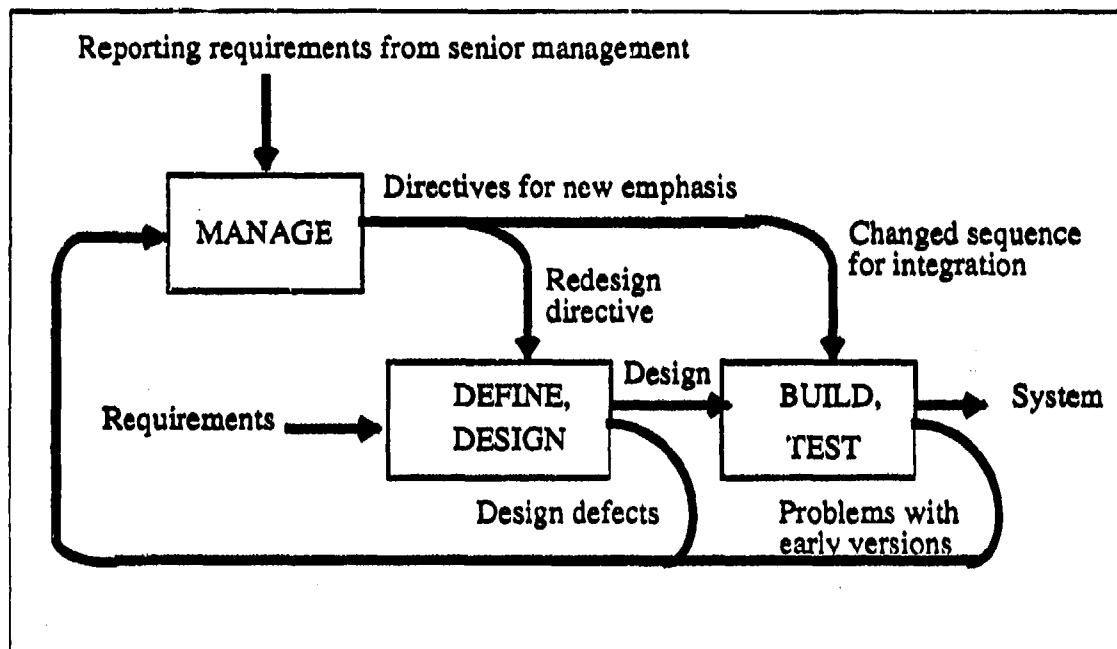 Reporting requirements from senior management
Directives for new emphasis
MANAGE
Changed sequence
for integration
Redesign
directive
Design
DEFINE,
DESIGN
BUILD,
TEST
System
Requirements
Design defects
Problems with
early versions